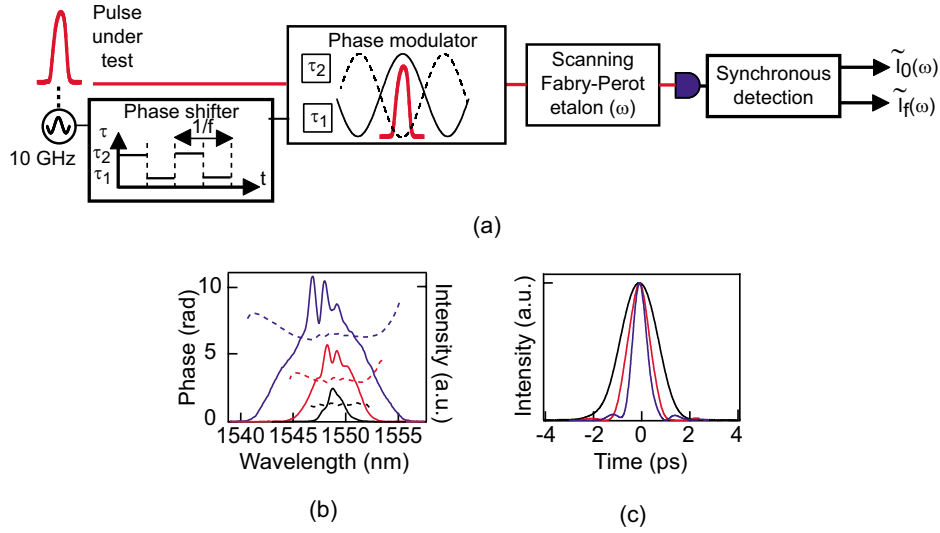 Pulse
under
test
10 GHz
Phase shifter
τ
1/f
τ2
τ1
t
Phase modulator
τ2
τ1
Scanning
Fabry-Perot
etalon (ω)
Synchronous
detection
Ĩ0(ω)
Ĩf(ω)
(a)
Phase (rad)
10
5
0
1540 1545 1550 1555
Wavelength (nm)
Intensity (a.u.)
(b)
Intensity (a.u.)
-4 -2 0 2 4
Time (ps)
(c)